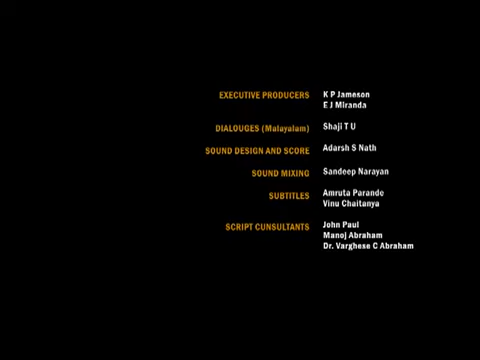 EXECUTIVE PRODUCERS K P Jameson
E J Miranda
DIALOUGES (Malayalam) Shaji T U
SOUND DESIGN AND SCORE Adarsh S Nath
SOUND MIXING Sandeep Narayan
SUBTITLES Amruta Parande
Vinu Chaitanya
SCRIPT CUNSULTANTS John Paul
Manoj Abraham
Dr. Varghese C Abraham